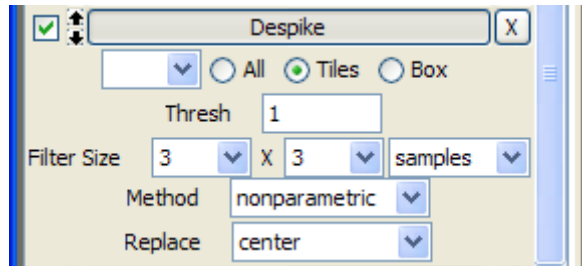 Despike X
All Tiles Box
Thresh 1
Filter Size 3 X 3 samples
Method nonparametric
Replace center